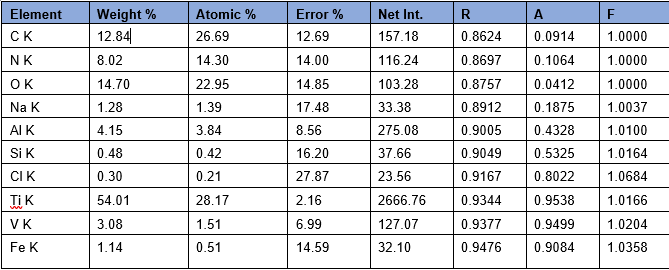 Element Weight % Atomic % Error % Net Int. R A F
C K 12.84 26.69 12.69 157.18 0.8624 0.0914 1.0000
N K 8.02 14.30 14.00 116.24 0.8697 0.1064 1.0000
O K 14.70 22.95 14.85 103.28 0.8757 0.0412 1.0000
Na K 1.28 1.39 17.48 33.38 0.8912 0.1875 1.0037
Al K 4.15 3.84 8.56 275.08 0.9005 0.4328 1.0100
Si K 0.48 0.42 16.20 37.66 0.9049 0.5325 1.0164
Cl K 0.30 0.21 27.87 23.56 0.9167 0.8022 1.0684
Ti K 54.01 28.17 2.16 2666.76 0.9344 0.9538 1.0166
V K 3.08 1.51 6.99 127.07 0.9377 0.9499 1.0204
Fe K 1.14 0.51 14.59 32.10 0.9476 0.9084 1.0358